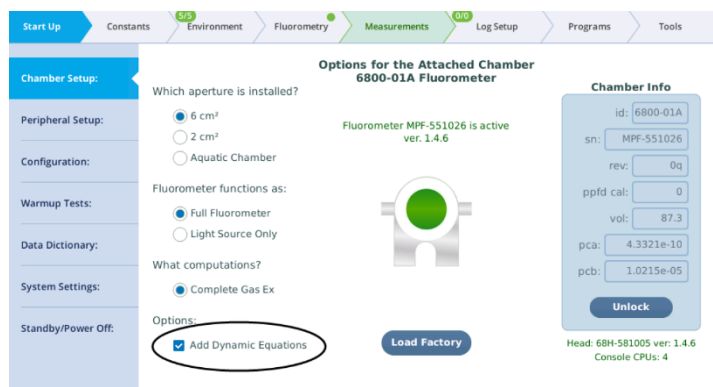 5/5
0/0
Start Up
Constants
Environment
Fluorometry
Measurements
Log Setup
Programs
Tools
Chamber Setup:
Peripheral Setup:
Configuration:
Warmup Tests:
Data Dictionary:
System Settings:
Standby/Power Off:
Options for the Attached Chamber
6800-01A Fluorometer
Which aperture is installed?
6 cm²
2 cm²
Aquatic Chamber
Fluorometer functions as:
Full Fluorometer
Light Source Only
What computations?
Complete Gas Ex
Options:
Add Dynamic Equations
Fluorometer MPF-551026 is active
ver. 1.4.6
Load Factory
Chamber Info
id: 6800-01A
sn: MPF-551026
rev: 0q
ppfd cal: 0
vol: 87.3
pca: 4.3321e-10
pcb: 1.0215e-05
Unlock
Head: 68H-581005 ver: 1.4.6
Console CPUs: 4